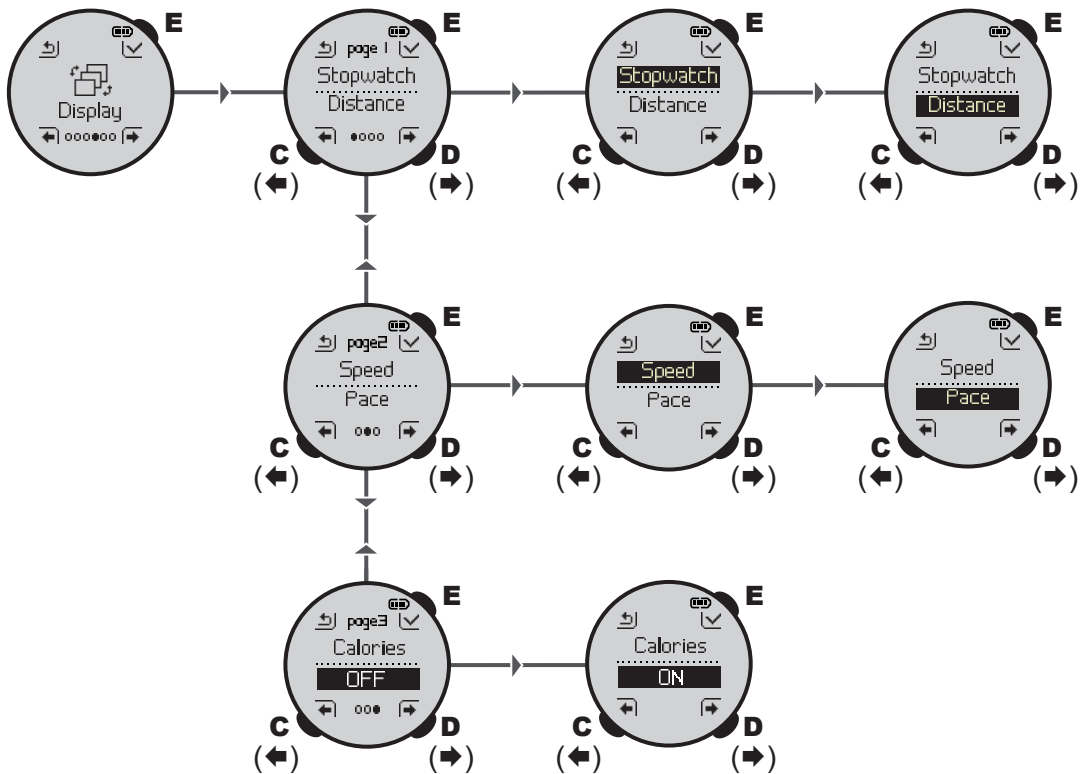 E
Display
E
page 1
Stopwatch
Distance
C
(←)
D
(→)
E
Stopwatch
Distance
C
(←)
D
(→)
E
Stopwatch
Distance
C
(←)
D
(→)
E
page2
Speed
Pace
C
(←)
D
(→)
E
Speed
Pace
C
(←)
D
(→)
E
Speed
Pace
C
(←)
D
(→)
E
page3
Calories
OFF
C
(←)
D
(→)
E
Calories
ON
C
(←)
D
(→)